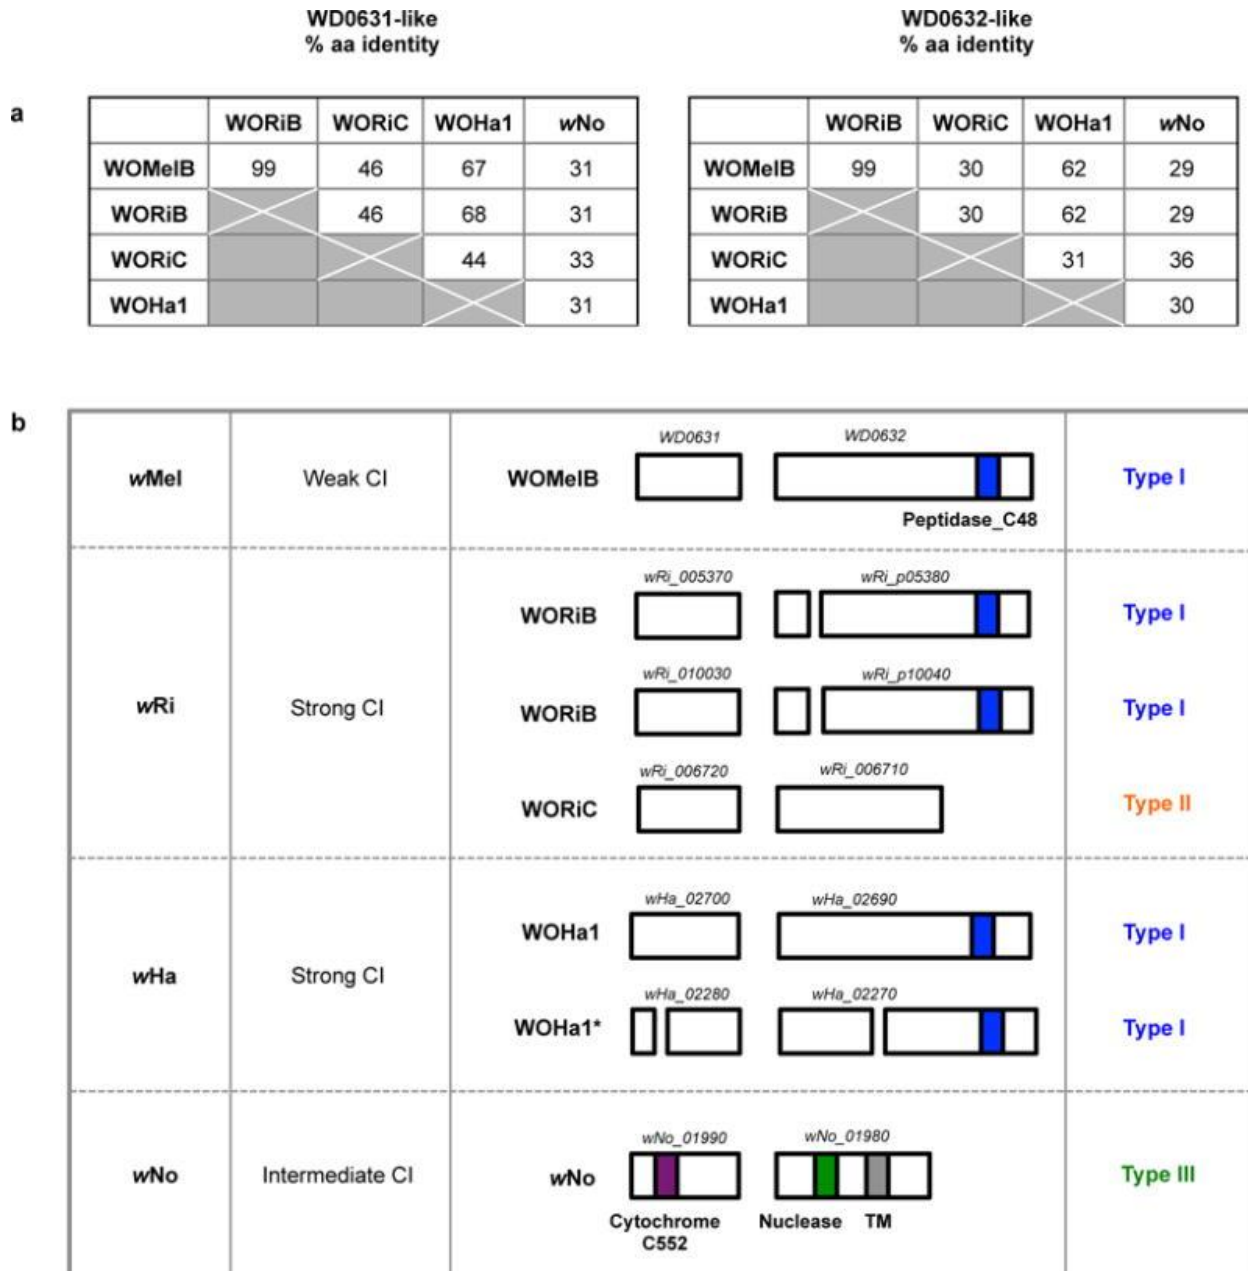 WD0631-like
% aa identity
WD0632-like
% aa identity
a
WORiB WORiC WOHa1 wNo
WOMelB 99 46 67 31
WORiB 46 68 31
WORiC 44 33
WOHa1 31
WORiB WORiC WOHa1 wNo
WOMelB 99 30 62 29
WORiB 30 62 29
WORiC 31 36
WOHa1 30
b
WD0631 WD0632
wMel Weak CI WOMelB Type I
Peptidase_C48
wRi_005370 wRi_p05380
WORiB Type I
wRi_010030 wRi_p10040
wRi Strong CI WORiB Type I
wRi_006720 wRi_006710
WORiC Type II
wHa_02700 wHa_02690
WOHa1 Type I
wHa Strong CI
wHa_02280 wHa_02270
WOHa1* Type I
wNo_01990 wNo_01980
wNo Intermediate CI wNo Type III
Cytochrome Nuclease TM
C552